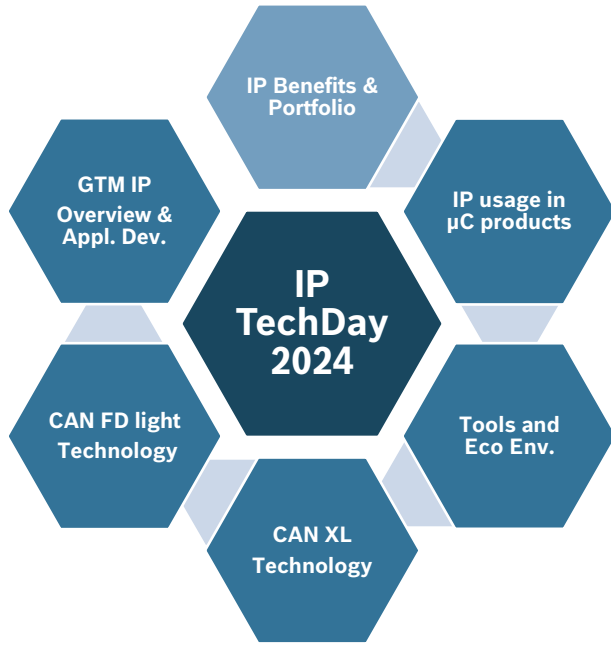 IP Benefits &
Portfolio
IP usage in
µC products
Tools and
Eco Env.
CAN XL
Technology
CAN FD light
Technology
GTM IP
Overview &
Appl. Dev.
IP
TechDay
2024